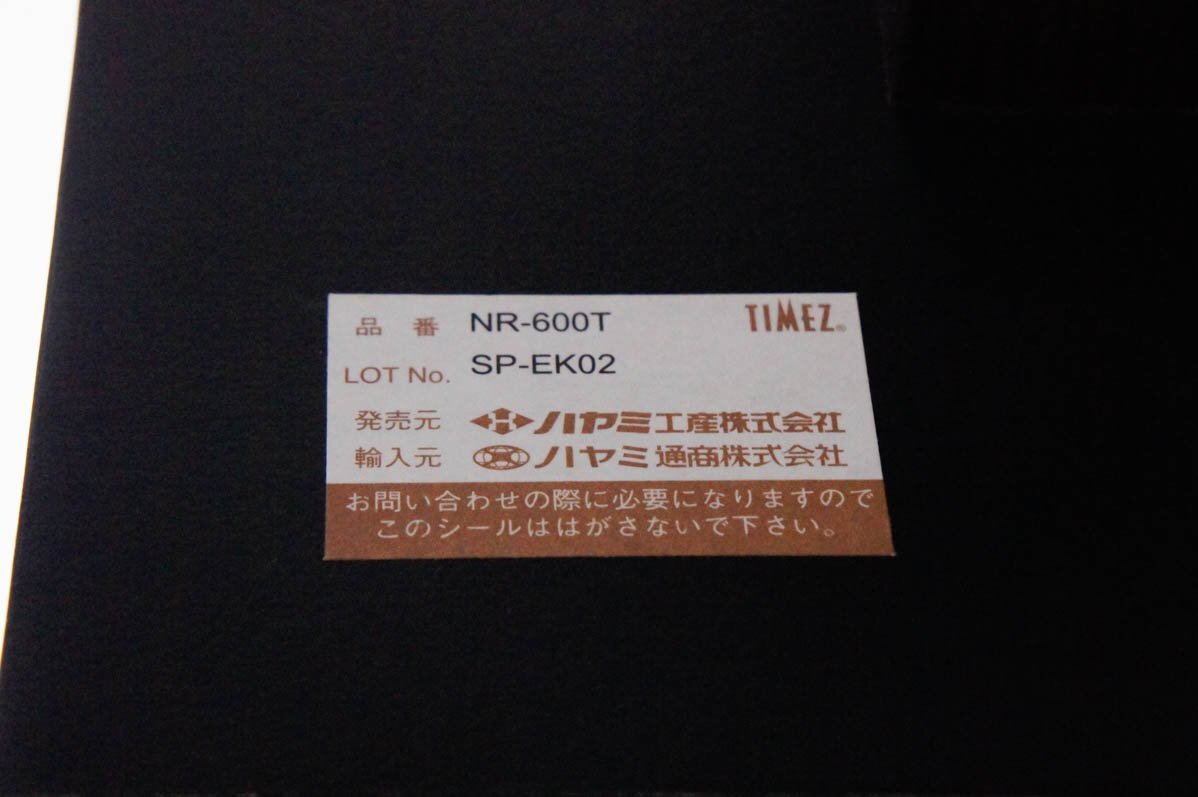 品 番 NR-600T TIMEZ®
LOT No. SP-EK02
発売元 ハヤミ工産株式会社
輸入元 ハヤミ通商株式会社
お問い合わせの際に必要になりますので
このシールははがさないで下さい。